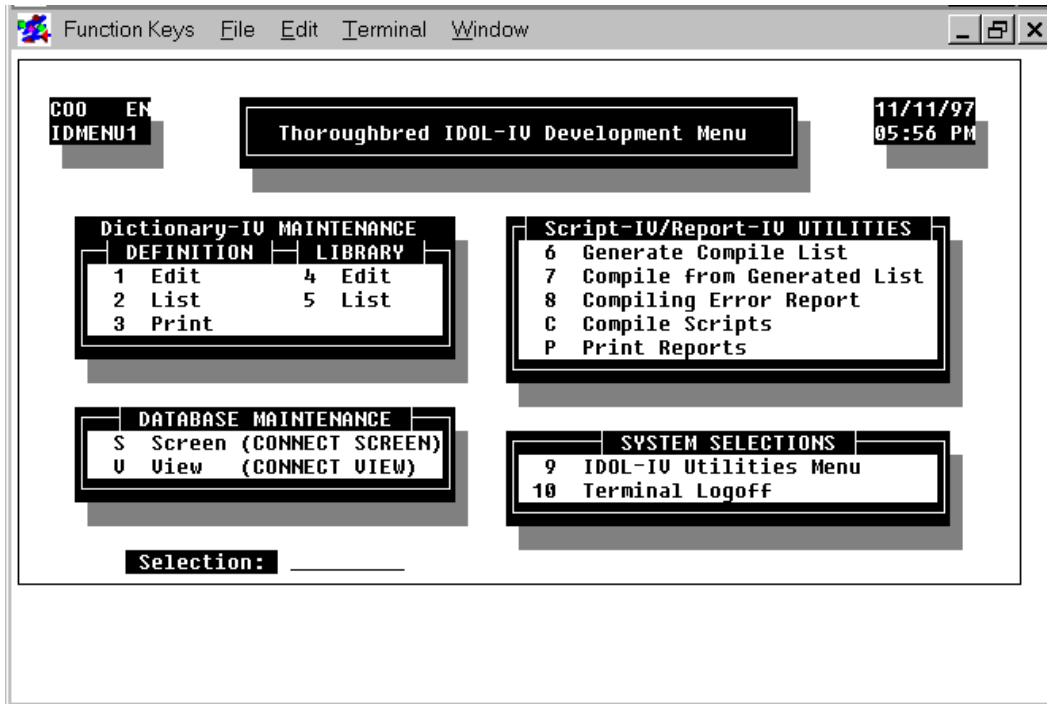 Function Keys File Edit Terminal Window
COO EN
IDMENU1
Thoroughbred IDOL-IV Development Menu
11/11/97
05:56 PM
Dictionary-IV MAINTENANCE
DEFINITION LIBRARY
1 Edit 4 Edit
2 List 5 List
3 Print
Script-IV/Report-IV UTILITIES
6 Generate Compile List
7 Compile from Generated List
8 Compiling Error Report
C Compile Scripts
P Print Reports
DATABASE MAINTENANCE
S Screen (CONNECT SCREEN)
V View (CONNECT VIEW)
SYSTEM SELECTIONS
9 IDOL-IV Utilities Menu
10 Terminal Logoff
Selection: